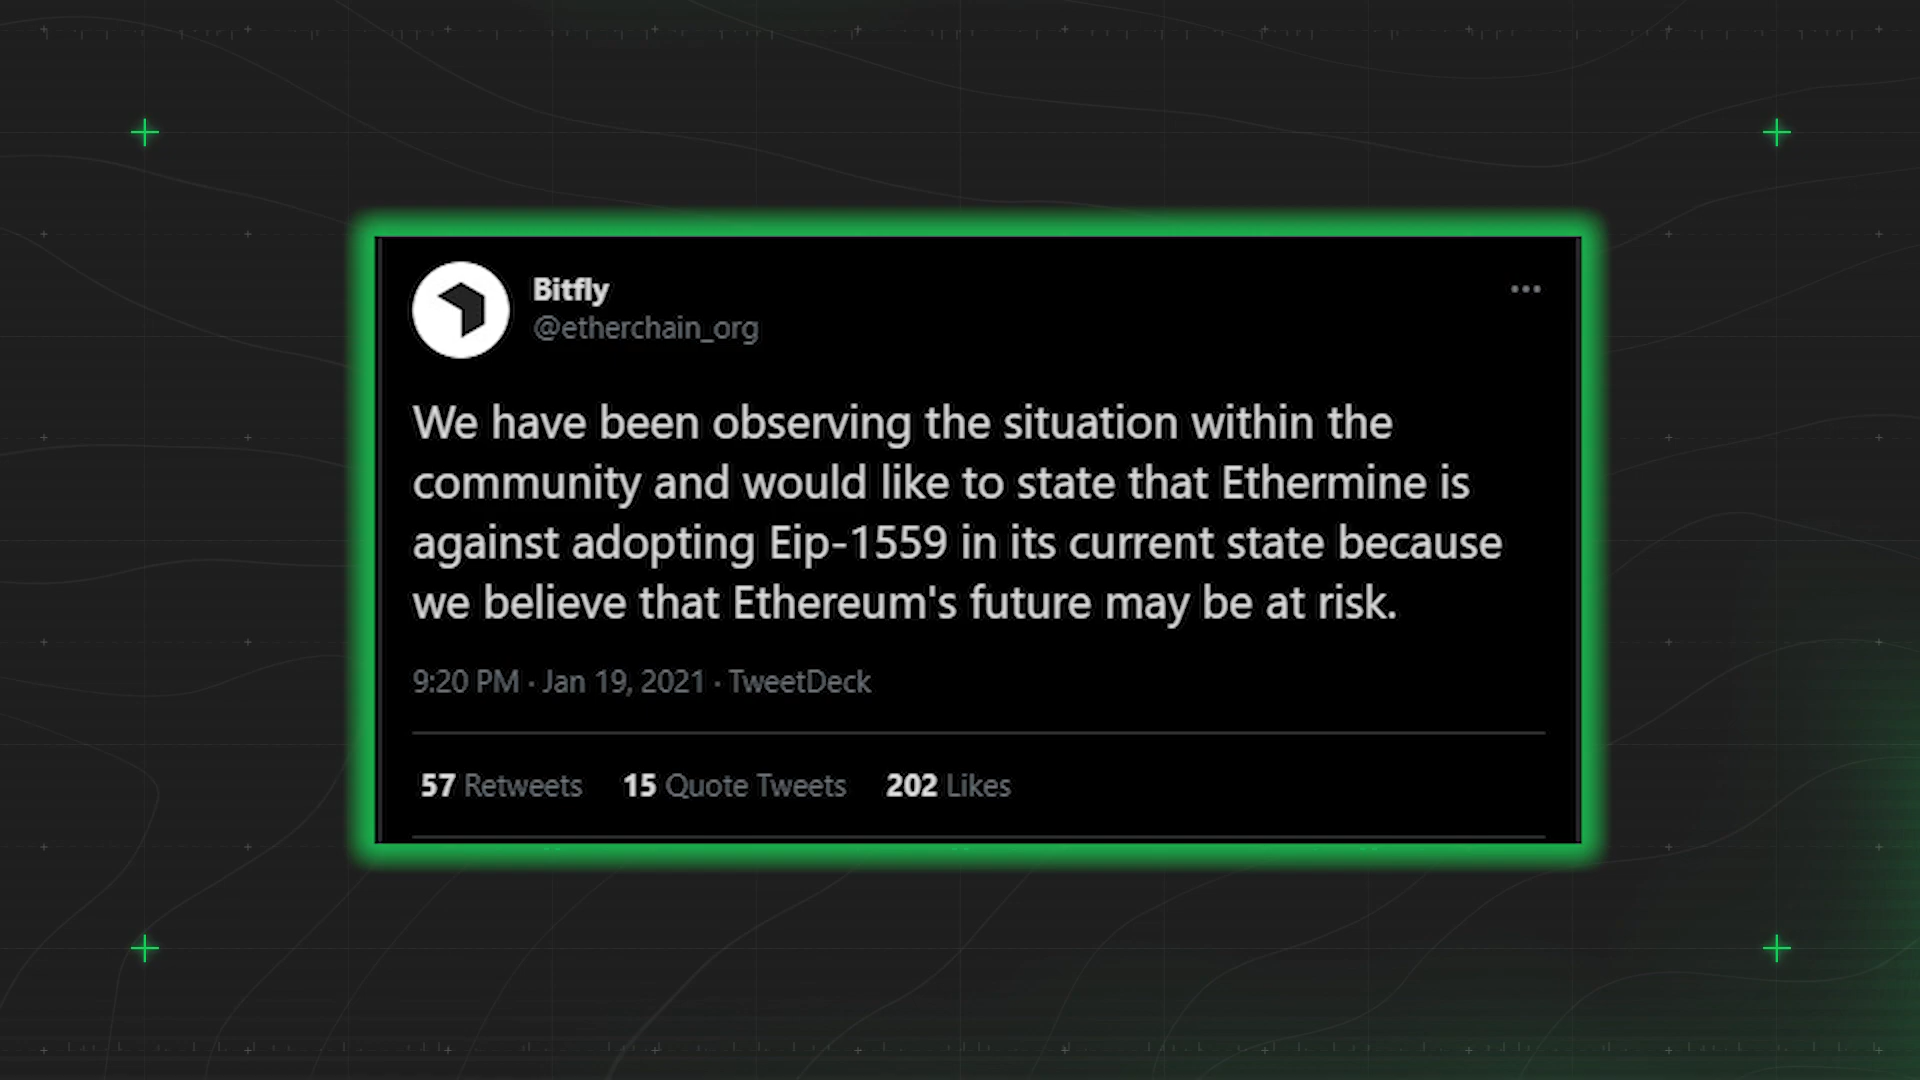 Bitfly
@etherchain_org
We have been observing the situation within the
community and would like to state that Ethermine is
against adopting Eip-1559 in its current state because
we believe that Ethereum's future may be at risk.
9:20 PM · Jan 19, 2021 · TweetDeck
57 Retweets 15 Quote Tweets 202 Likes